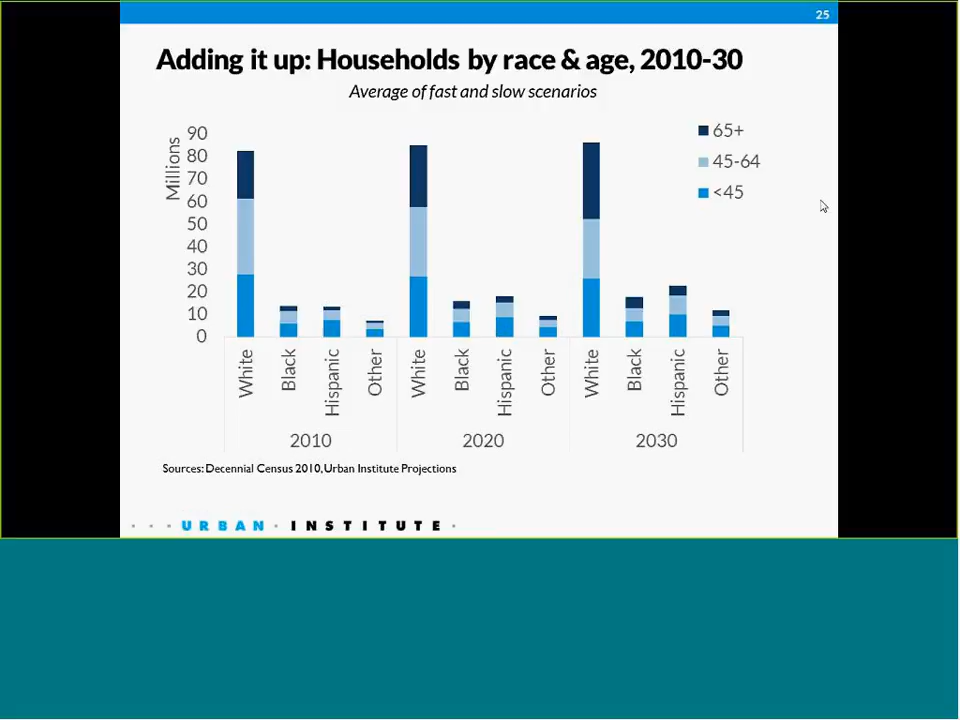 25
Adding it up: Households by race & age, 2010-30
Average of fast and slow scenarios
Millions
90
80
70
60
50
40
30
20
10
0
65+
45-64
<45
White
Black
Hispanic
Other
White
Black
Hispanic
Other
White
Black
Hispanic
Other
2010
2020
2030
Sources: Decennial Census 2010, Urban Institute Projections
URBAN INSTITUTE